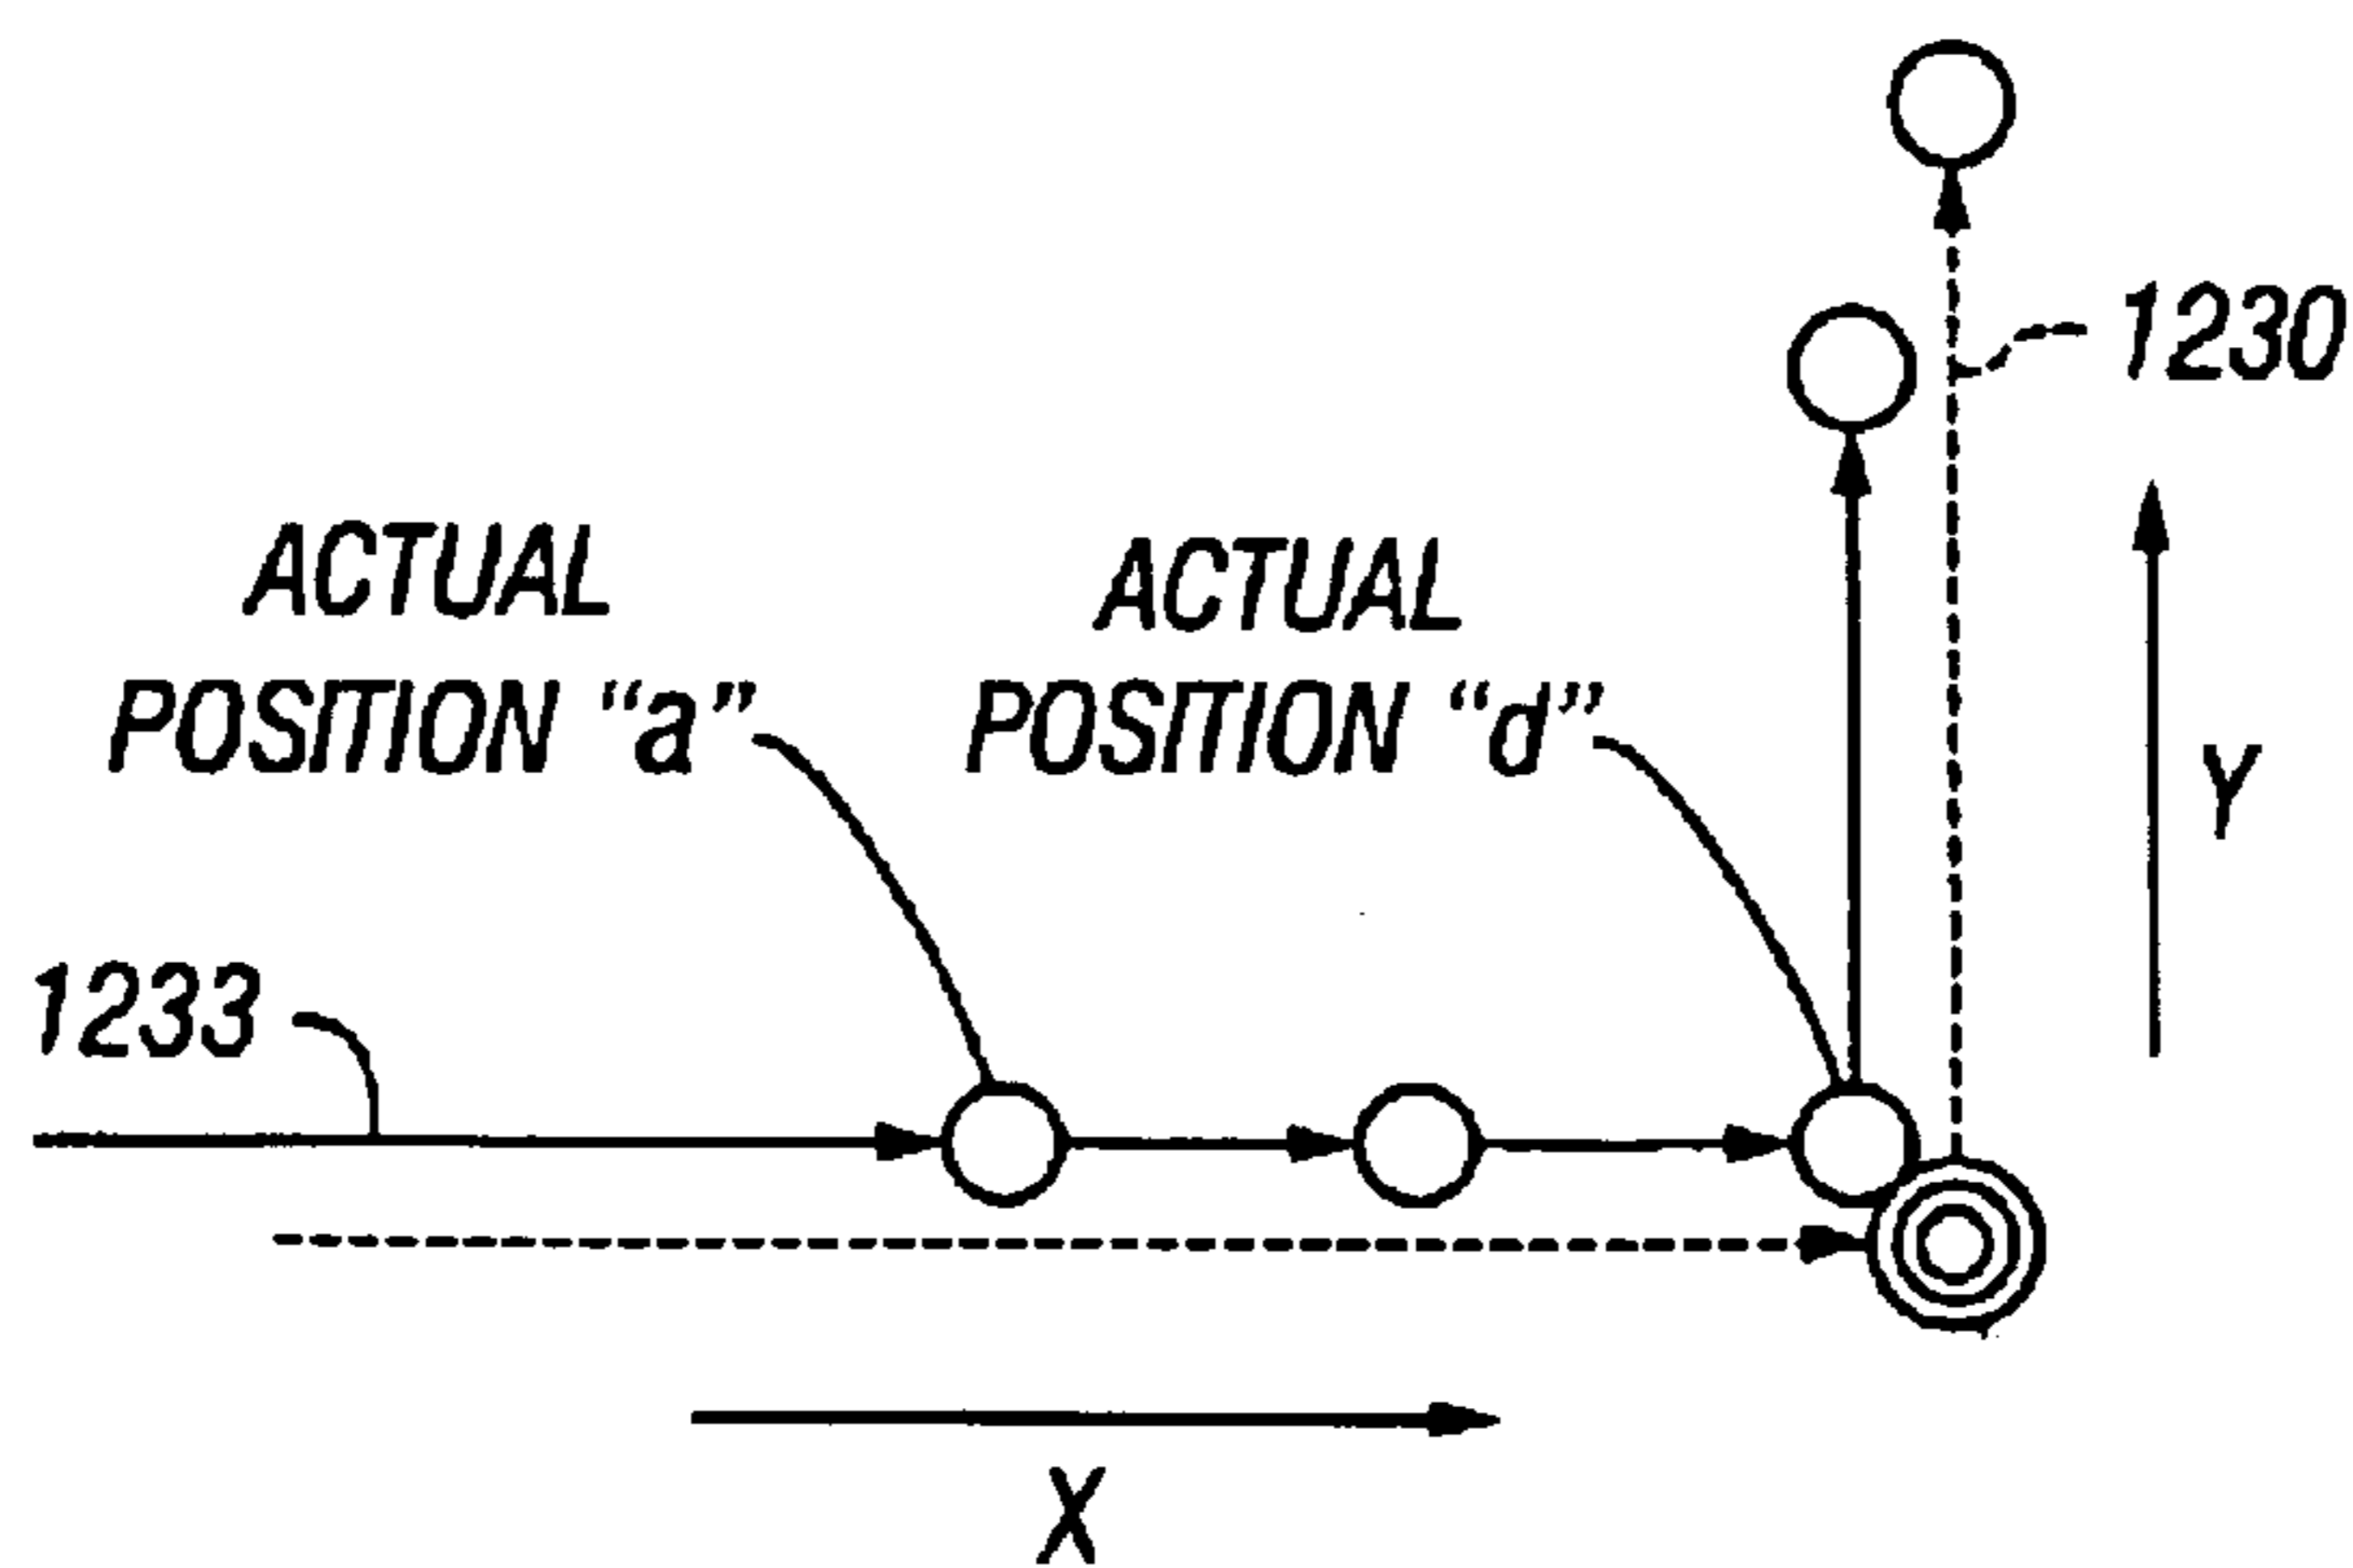 1230
ACTUAL
POSITION “a”
ACTUAL
POSITION “d”
Y
1233
X